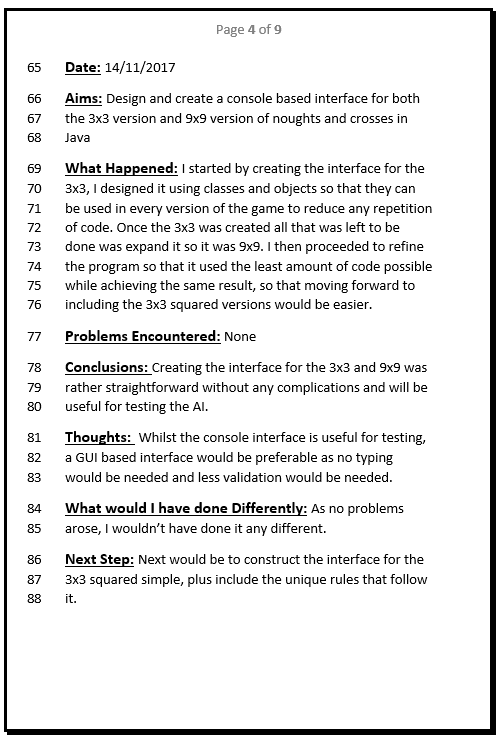 Page 4 of 9
65 Date: 14/11/2017
66 Aims: Design and create a console based interface for both
67 the 3x3 version and 9x9 version of noughts and crosses in
68 Java
69 What Happened: I started by creating the interface for the
70 3x3, I designed it using classes and objects so that they can
71 be used in every version of the game to reduce any repetition
72 of code. Once the 3x3 was created all that was left to be
73 done was expand it so it was 9x9. I then proceeded to refine
74 the program so that it used the least amount of code possible
75 while achieving the same result, so that moving forward to
76 including the 3x3 squared versions would be easier.
77 Problems Encountered: None
78 Conclusions: Creating the interface for the 3x3 and 9x9 was
79 rather straightforward without any complications and will be
80 useful for testing the AI.
81 Thoughts: Whilst the console interface is useful for testing,
82 a GUI based interface would be preferable as no typing
83 would be needed and less validation would be needed.
84 What would I have done Differently: As no problems
85 arose, I wouldn't have done it any different.
86 Next Step: Next would be to construct the interface for the
87 3x3 squared simple, plus include the unique rules that follow
88 it.